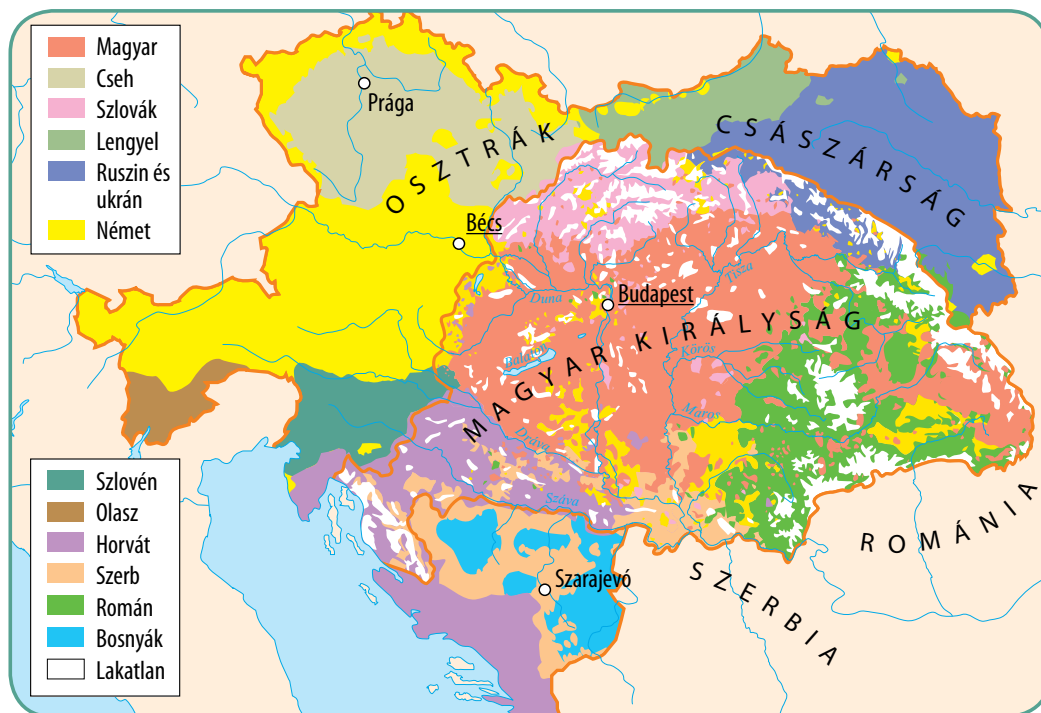 Magyar
Cseh
Szlovák
Lengyel
Ruszin és
ukrán
Német
Prága
OSZTRÁK
CSÁSZÁRSÁG
Bécs
Duna
Budapest
Tisza
MAGYAR KIRÁLYSÁG
Balaton
Körös
Maros
Dráva
Száva
Szlovén
Olasz
Horvát
Szerb
Román
Bosnyák
Lakatlan
Szarajevó
SZERBIA
ROMÁNIA